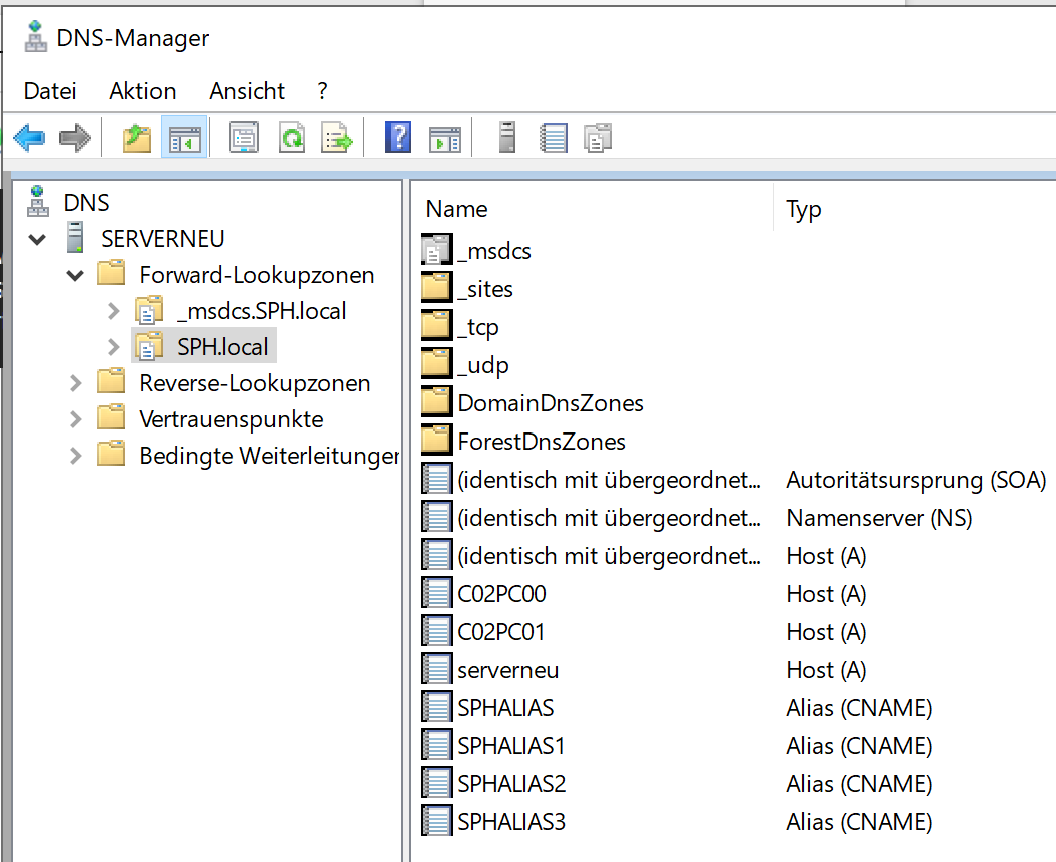 DNS-Manager
Datei Aktion Ansicht ?
DNS
SERVERNEU
Forward-Lookupzonen
_msdcs.SPH.local
SPH.local
Reverse-Lookupzonen
Vertrauenspunkte
Bedingte Weiterleitunger
Name Typ
_msdcs
_sites
_tcp
_udp
DomainDnsZones
ForestDnsZones
(identisch mit übergeordnet... Autoritätsursprung (SOA)
(identisch mit übergeordnet... Namenserver (NS)
(identisch mit übergeordnet... Host (A)
C02PC00 Host (A)
C02PC01 Host (A)
serverneu Host (A)
SPHALIAS Alias (CNAME)
SPHALIAS1 Alias (CNAME)
SPHALIAS2 Alias (CNAME)
SPHALIAS3 Alias (CNAME)